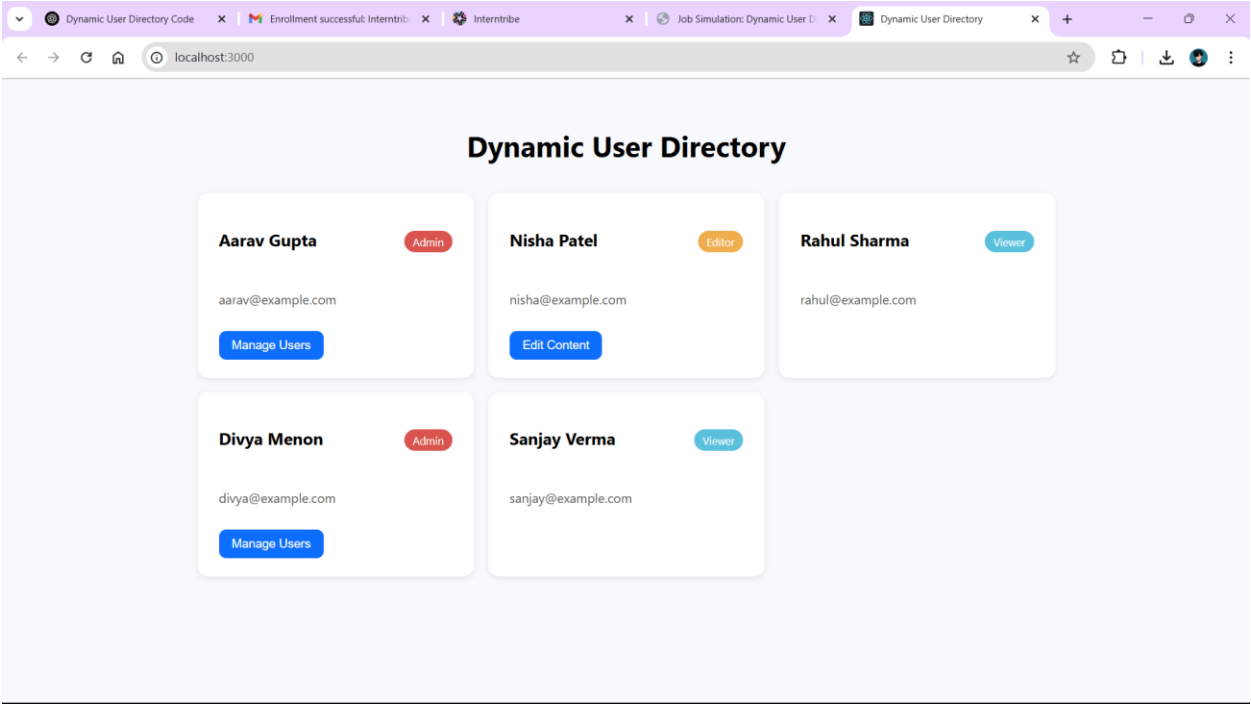 Dynamic User Directory Code
Enrollment successful: Interntrib
Interntribe
Job Simulation: Dynamic User D
Dynamic User Directory
localhost:3000
Dynamic User Directory
Aarav Gupta Admin
aarav@example.com
Manage Users
Nisha Patel Editor
nisha@example.com
Edit Content
Rahul Sharma Viewer
rahul@example.com
Divya Menon Admin
divya@example.com
Manage Users
Sanjay Verma Viewer
sanjay@example.com